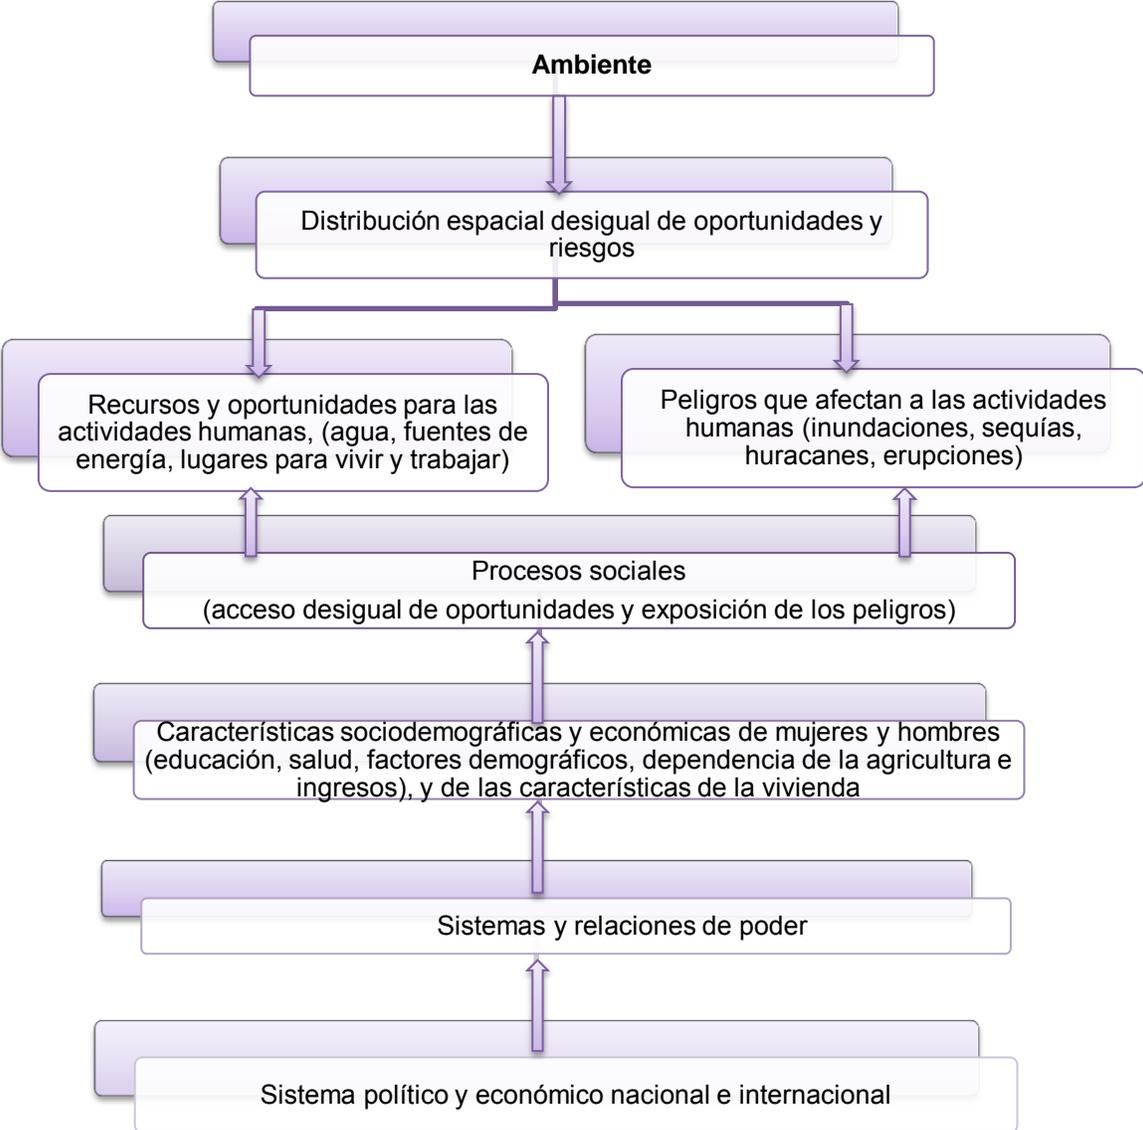 Ambiente
Distribución espacial desigual de oportunidades y
riesgos
Recursos y oportunidades para las
actividades humanas, (agua, fuentes de
energía, lugares para vivir y trabajar)
Peligros que afectan a las actividades
humanas (inundaciones, sequías,
huracanes, erupciones)
Procesos sociales
(acceso desigual de oportunidades y exposición de los peligros)
Características sociodemográficas y económicas de mujeres y hombres
(educación, salud, factores demográficos, dependencia de la agricultura e
ingresos), y de las características de la vivienda
Sistemas y relaciones de poder
Sistema político y económico nacional e internacional